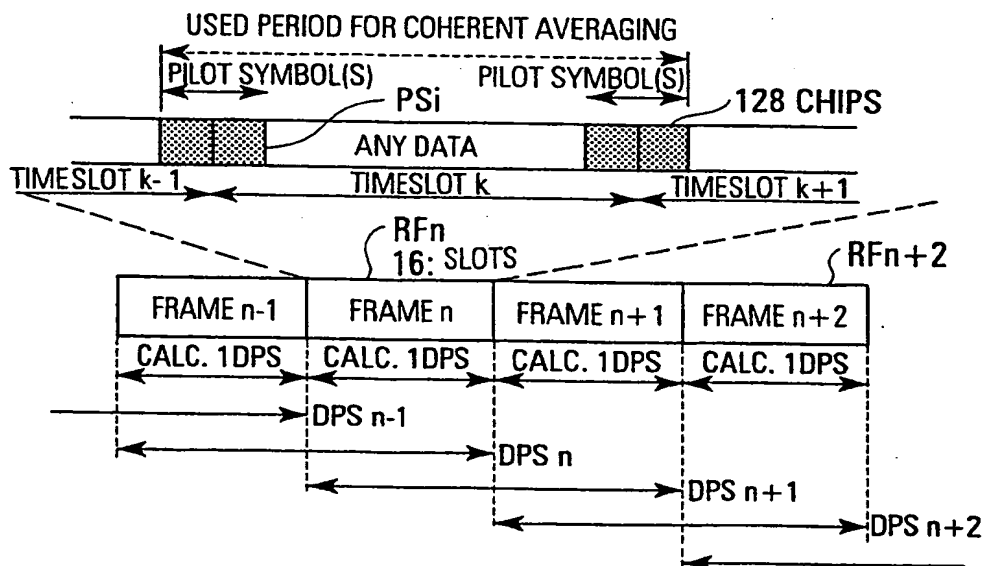 USED PERIOD FOR COHERENT AVERAGING
PILOT SYMBOL(S) PILOT SYMBOL(S)
PSi 128 CHIPS
ANY DATA
TIMESLOT k-1 TIMESLOT k TIMESLOT k+1
RFn
16: SLOTS RFn+2
FRAME n-1 FRAME n FRAME n+1 FRAME n+2
CALC. 1DPS CALC. 1DPS CALC. 1DPS CALC. 1DPS
DPS n-1
DPS n
DPS n+1
DPS n+2